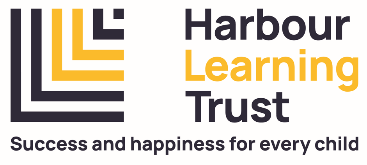 Harbour
Learning
Trust
Success and happiness for every child